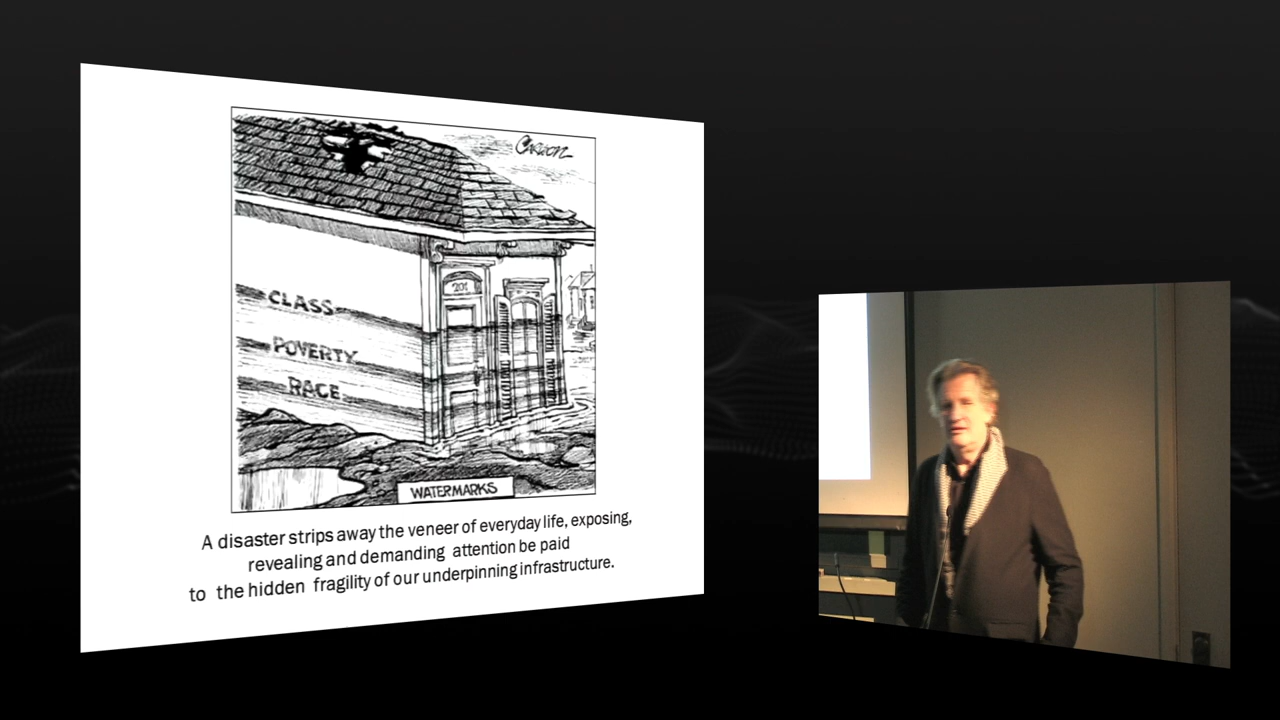 Carlson
201
CLASS
POVERTY
RACE
WATERMARKS
A disaster strips away the veneer of everyday life, exposing,
revealing and demanding attention be paid
to the hidden fragility of our underpinning infrastructure.